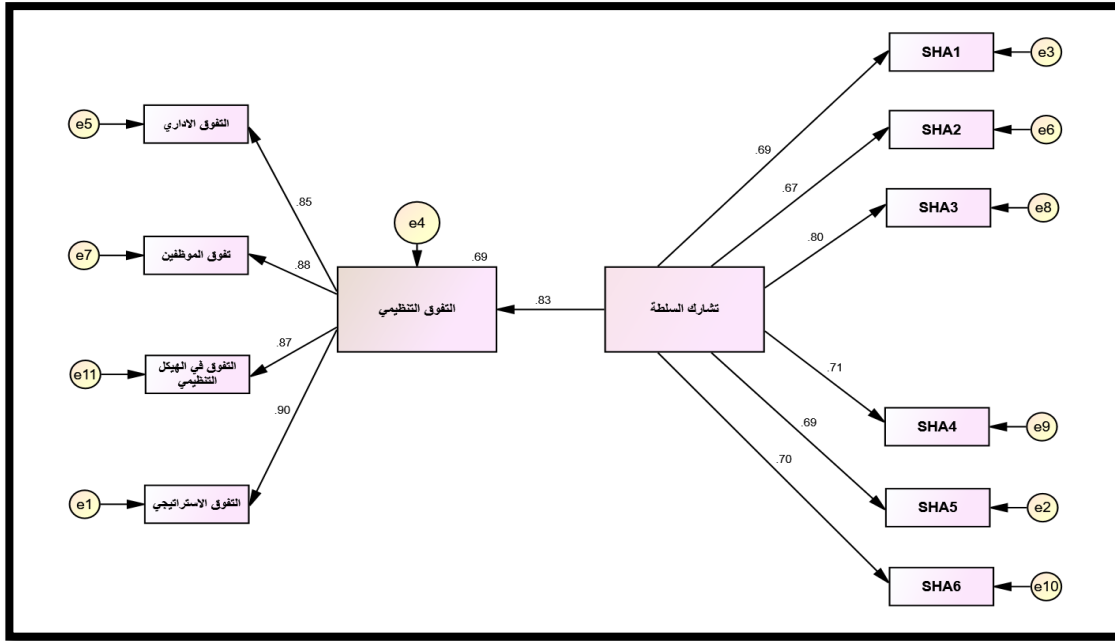 SHA1
e3
e5
التفوق الاداري
SHA2
e6
.69
.67
SHA3
e8
.85
e4
.80
e7
تفوق الموظفين
.88
.69
التفوق التنظيمي
.83
تشارك السلطة
.87
e11
التفوق في الهيكل
التنظيمي
.71
.90
.69
SHA4
e9
.70
e1
التفوق الاستراتيجي
SHA5
e2
SHA6
e10